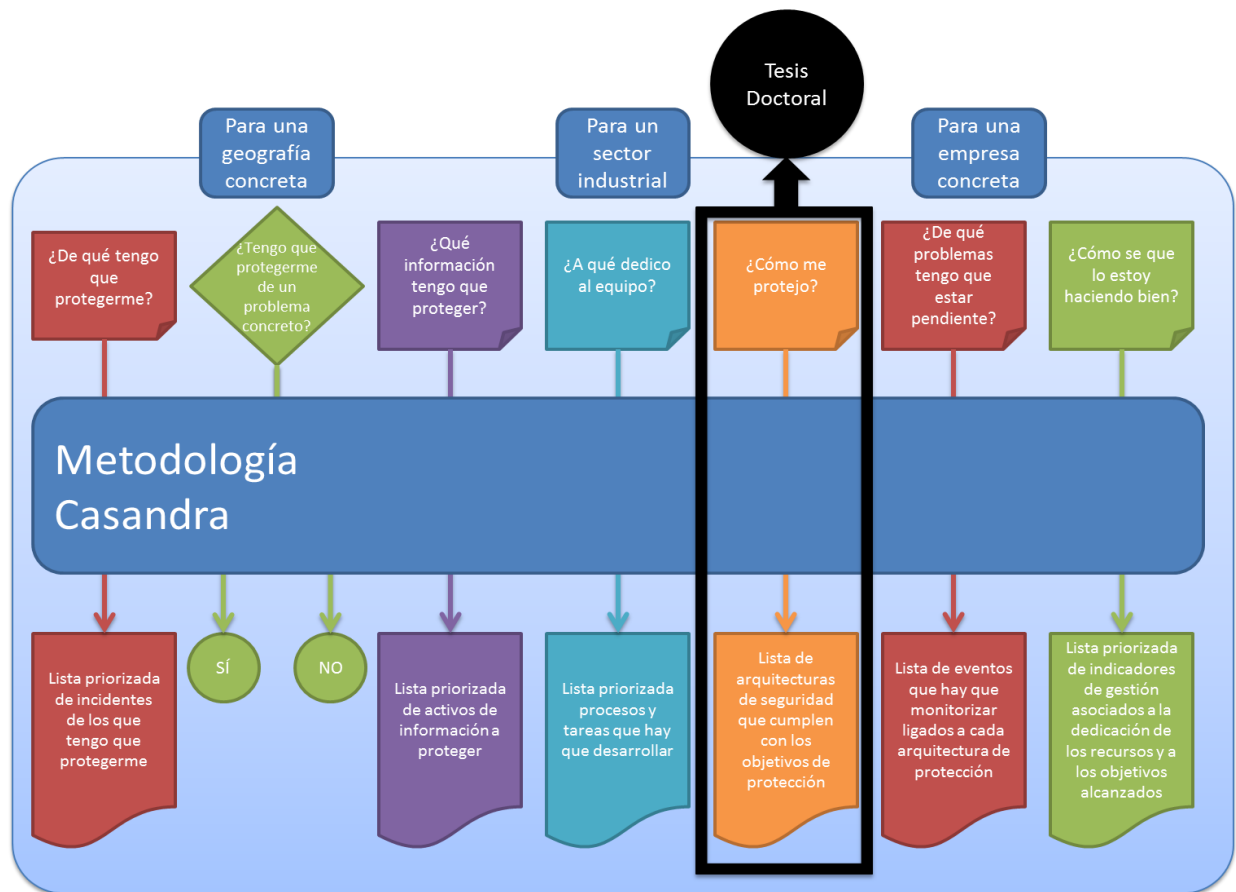 Tesis
Doctoral
Para una
geografía
concreta
Para un
sector
industrial
Para una
empresa
concreta
¿De qué tengo
que
protegerme?
¿Tengo que
protegerme
de un
problema
concreto?
¿Qué
información
tengo que
proteger?
¿A qué dedico
al equipo?
¿Cómo me
protejo?
¿De qué
problemas
tengo que
estar
pendiente?
¿Cómo se que
lo estoy
haciendo bien?
Metodología
Casandra
Lista priorizada
de incidentes
de los que
tengo que
protegerme
SÍ
NO
Lista priorizada
de activos de
información a
proteger
Lista priorizada
procesos y
tareas que hay
que desarrollar
Lista de
arquitecturas
de seguridad
que cumplen
con los
objetivos de
protección
Lista de eventos
que hay que
monitorizar
ligados a cada
arquitectura de
protección
Lista priorizada
de indicadores
de gestión
asociados a la
dedicación de
los recursos y a
los objetivos
alcanzados